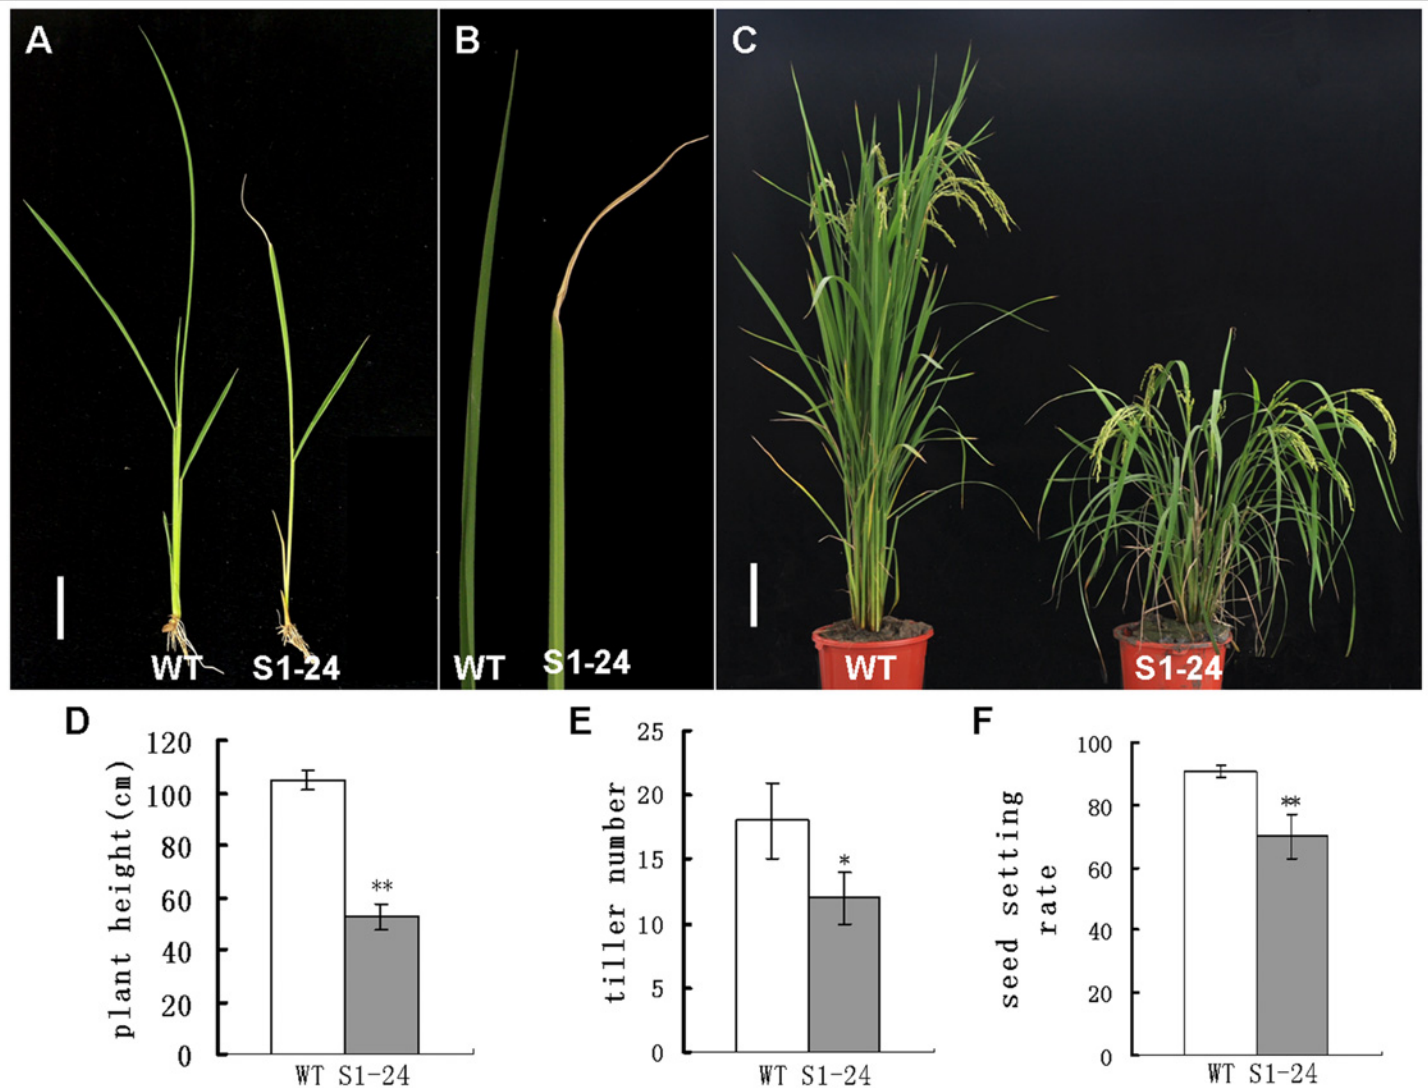 A
B
C
WT
S1-24
WT
S1-24
WT
S1-24
D
120
100
80
60
40
20
0
plant height(cm)
**
WT S1-24
E
25
20
15
10
5
0
tiller number
*
WT S1-24
F
100
80
60
40
20
0
seed setting
rate
**
WT S1-24